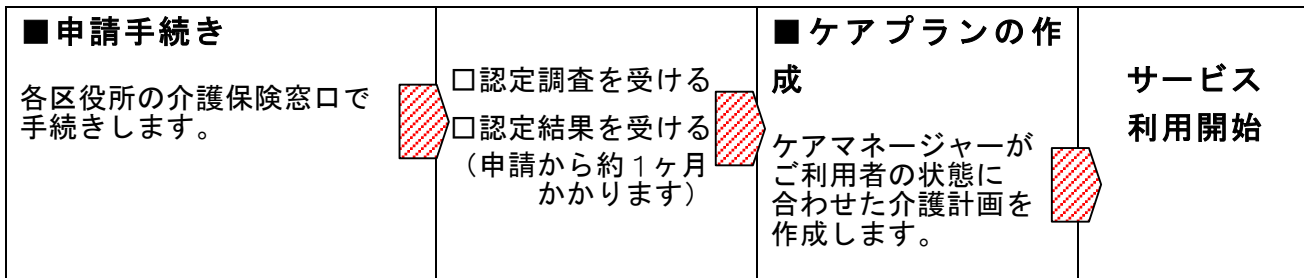 ■申請手続き
各区役所の介護保険窓口で
手続きします。
□認定調査を受ける
□認定結果を受ける
（申請から約１ヶ月
かかります）
■ケアプランの作
成
ケアマネージャーが
ご利用者の状態に
合わせた介護計画を
作成します。
サービス
利用開始